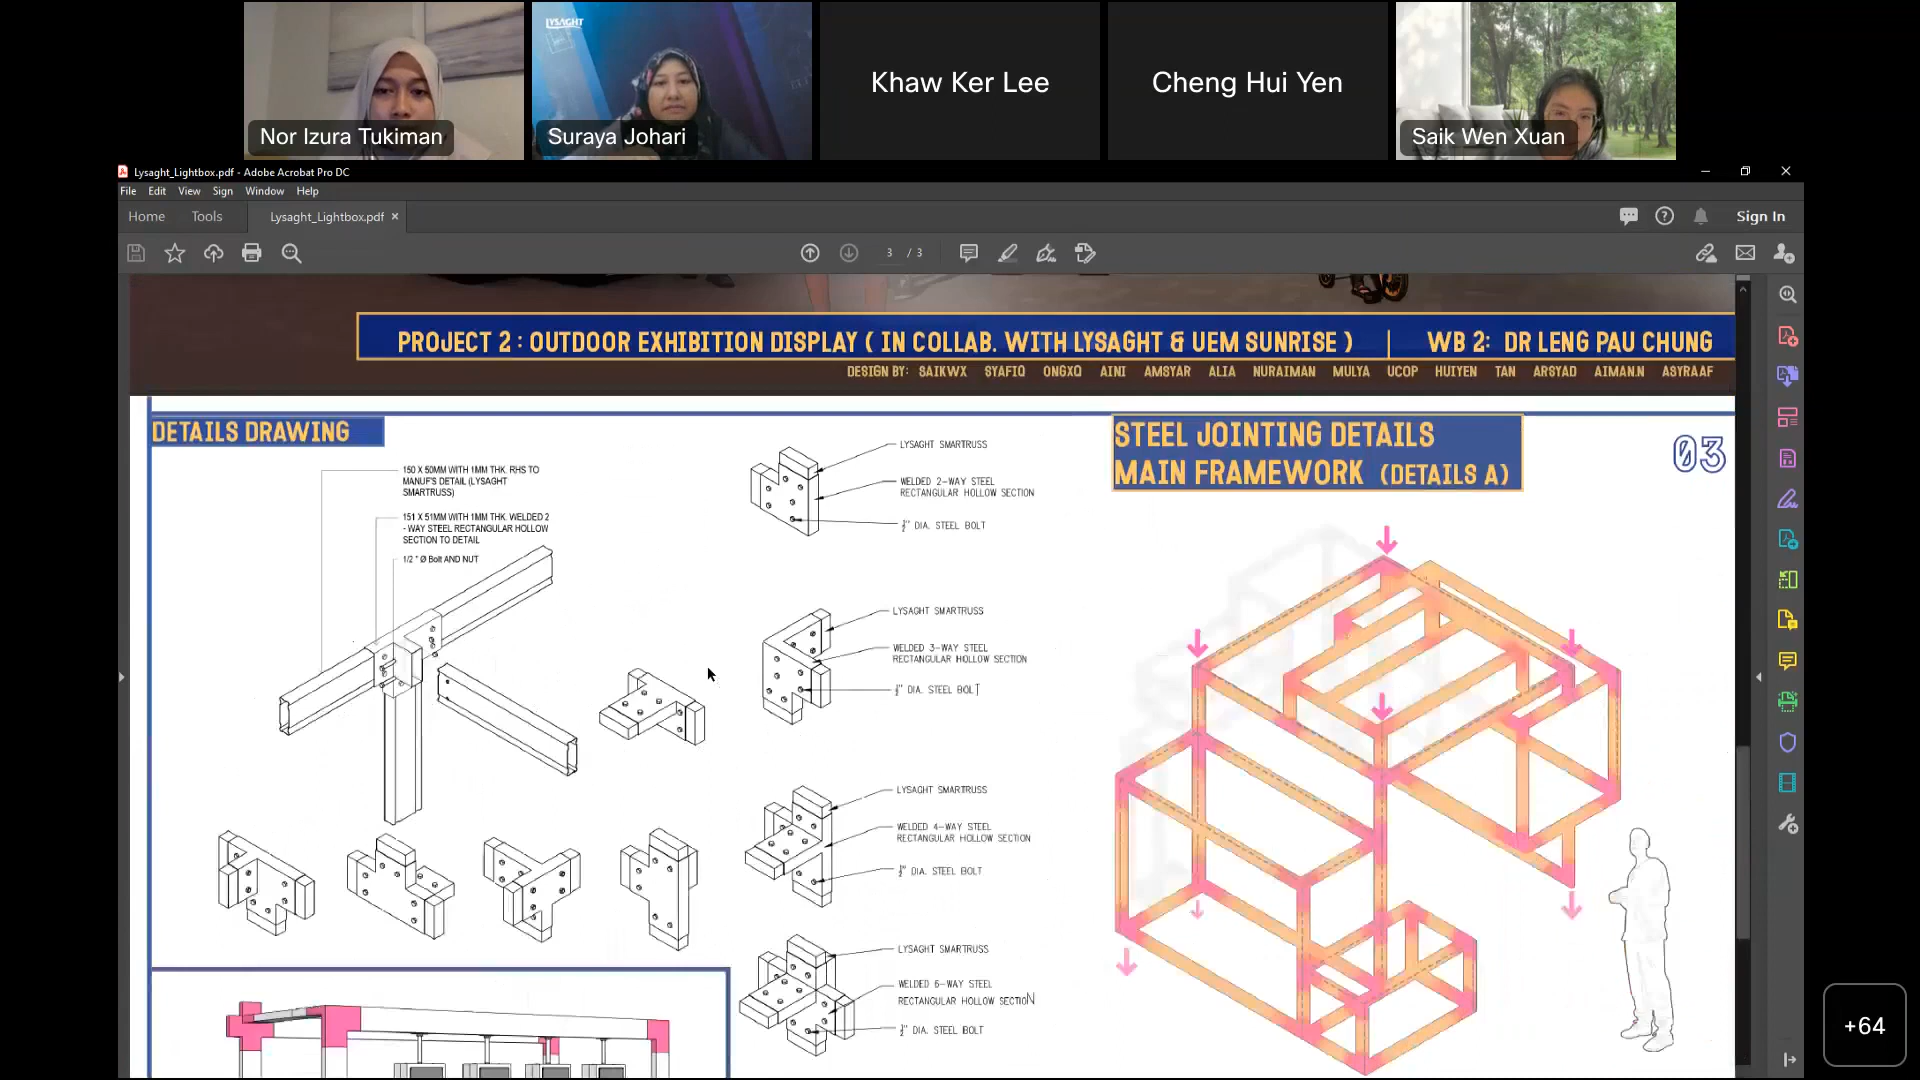 LYSAGHT
Nor Izura Tukiman
Suraya Johari
Khaw Ker Lee
Cheng Hui Yen
Saik Wen Xuan
Lysaght_Lightbox.pdf - Adobe Acrobat Pro DC
File Edit View Sign Window Help
Home Tools Lysaght_Lightbox.pdf × Sign In
3 / 3
PROJECT 2 : OUTDOOR EXHIBITION DISPLAY ( IN COLLAB. WITH LYSAGHT & UEM SUNRISE ) | WB 2: DR LENG PAU CHUNG
DESIGN BY: SAIKWX SYAFIQ ONGXQ AINI AMSYAR ALIA NURAIMAN MULYA UCOP HUIYEN TAN ARSYAD AIMAN.N ASYRAAF
DETAILS DRAWING
150 X 50MM WITH 1MM THK. RHS TO
MANUF'S DETAIL (LYSAGHT
SMARTRUSS)
151 X 51MM WITH 1MM THK. WELDED 2
- WAY STEEL RECTANGULAR HOLLOW
SECTION TO DETAIL
1/2 " Ø Bolt AND NUT
LYSAGHT SMARTRUSS
WELDED 2-WAY STEEL
RECTANGULAR HOLLOW SECTION
½" DIA. STEEL BOLT
LYSAGHT SMARTRUSS
WELDED 3-WAY STEEL
RECTANGULAR HOLLOW SECTION
½" DIA. STEEL BOLT
LYSAGHT SMARTRUSS
WELDED 4-WAY STEEL
RECTANGULAR HOLLOW SECTION
½" DIA. STEEL BOLT
LYSAGHT SMARTRUSS
WELDED 6-WAY STEEL
RECTANGULAR HOLLOW SECTION
½" DIA. STEEL BOLT
STEEL JOINTING DETAILS
MAIN FRAMEWORK (DETAILS A)
03
+64